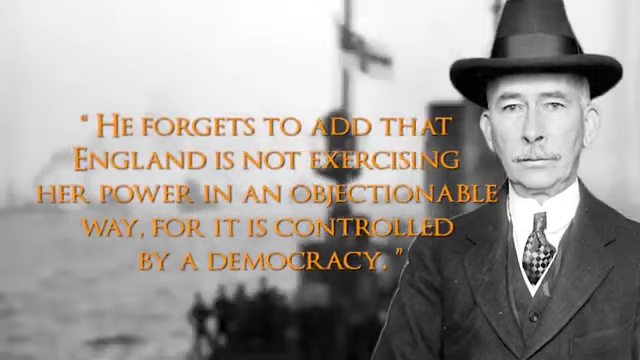 “ He forgets to add that
England is not exercising
her power in an objectionable
way, for it is controlled
by a democracy. ”